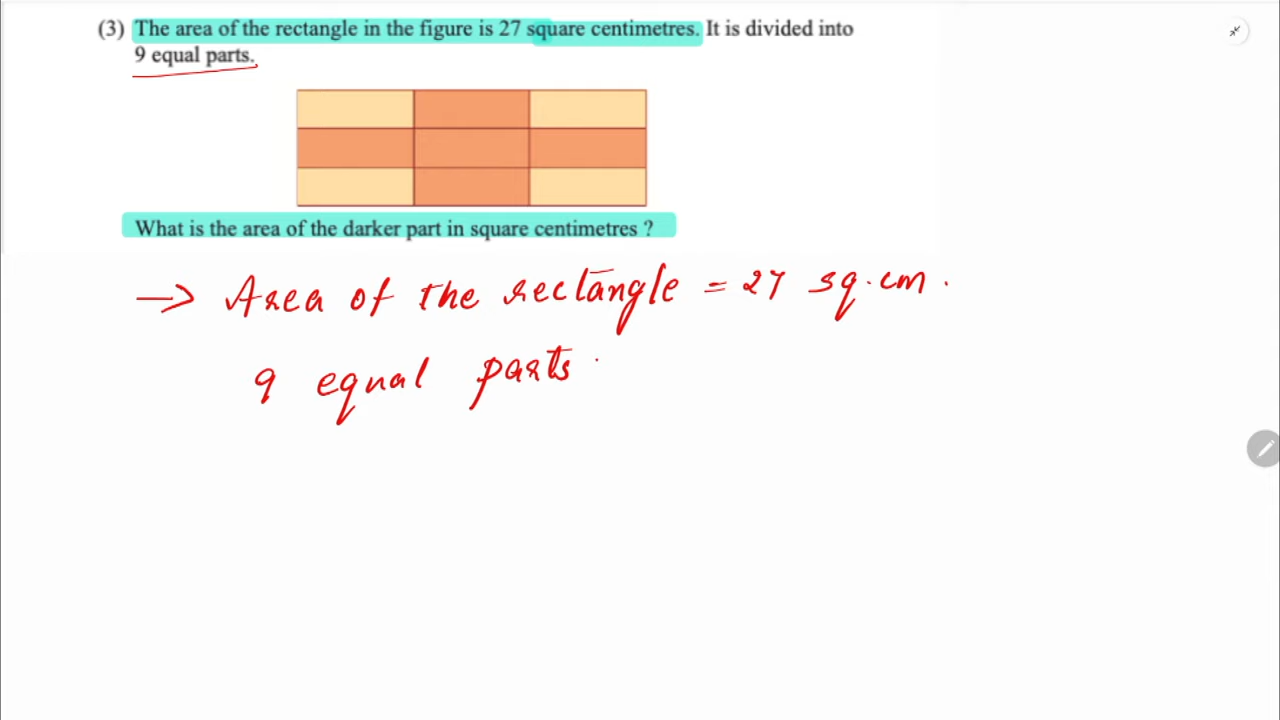 (3) The area of the rectangle in the figure is 27 square centimetres. It is divided into
9 equal parts.
What is the area of the darker part in square centimetres ?
→ Area of the rectangle = 27 sq.cm.
9 equal parts.